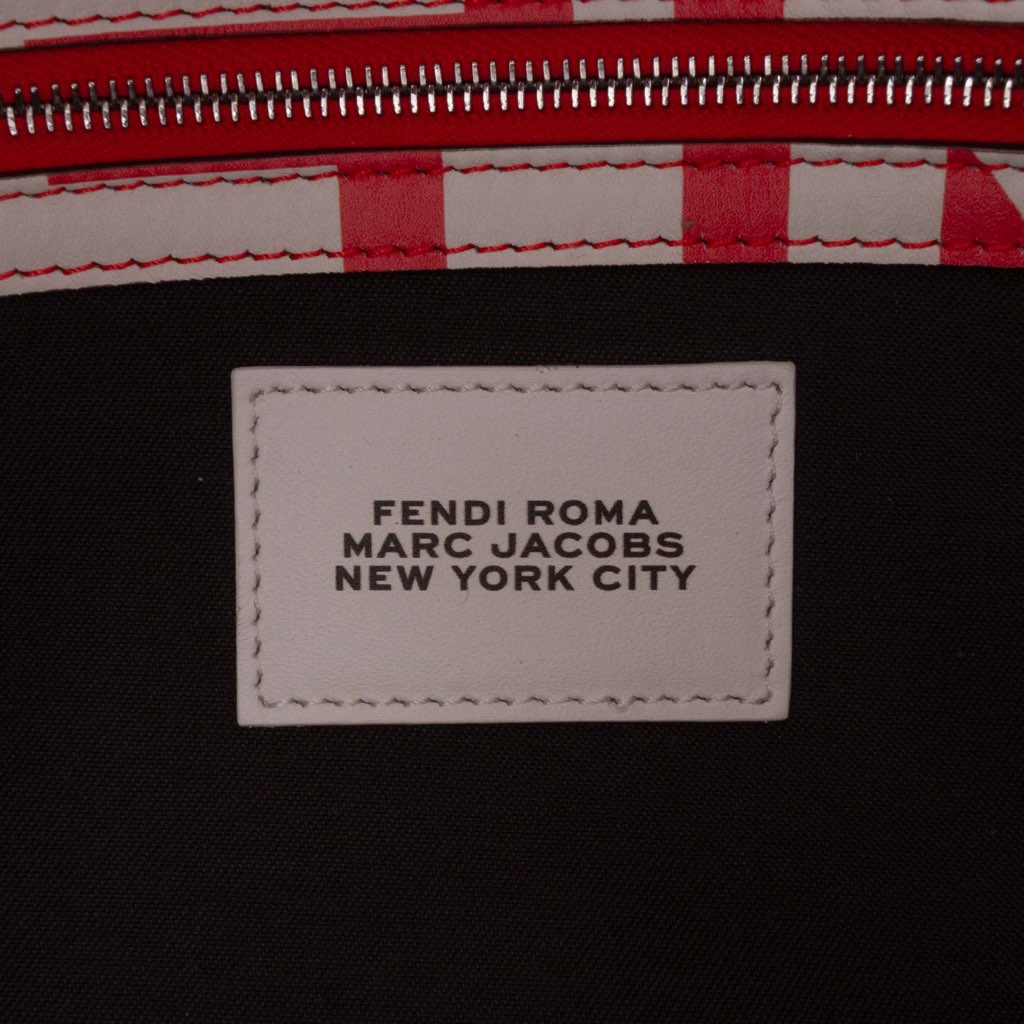 FENDI ROMA
MARC JACOBS
NEW YORK CITY